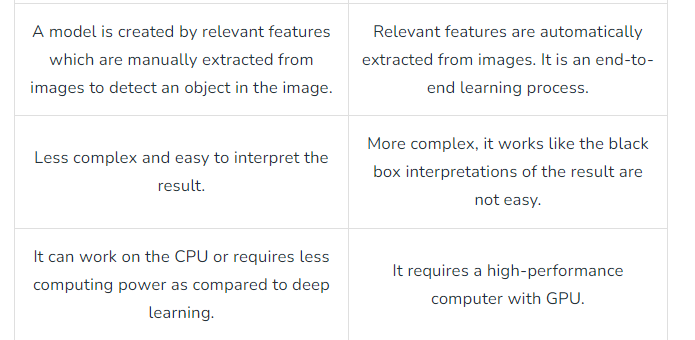 A model is created by relevant features
which are manually extracted from
images to detect an object in the image.
Relevant features are automatically
extracted from images. It is an end-to-
end learning process.
Less complex and easy to interpret the
result.
More complex, it works like the black
box interpretations of the result are
not easy.
It can work on the CPU or requires less
computing power as compared to deep
learning.
It requires a high-performance
computer with GPU.